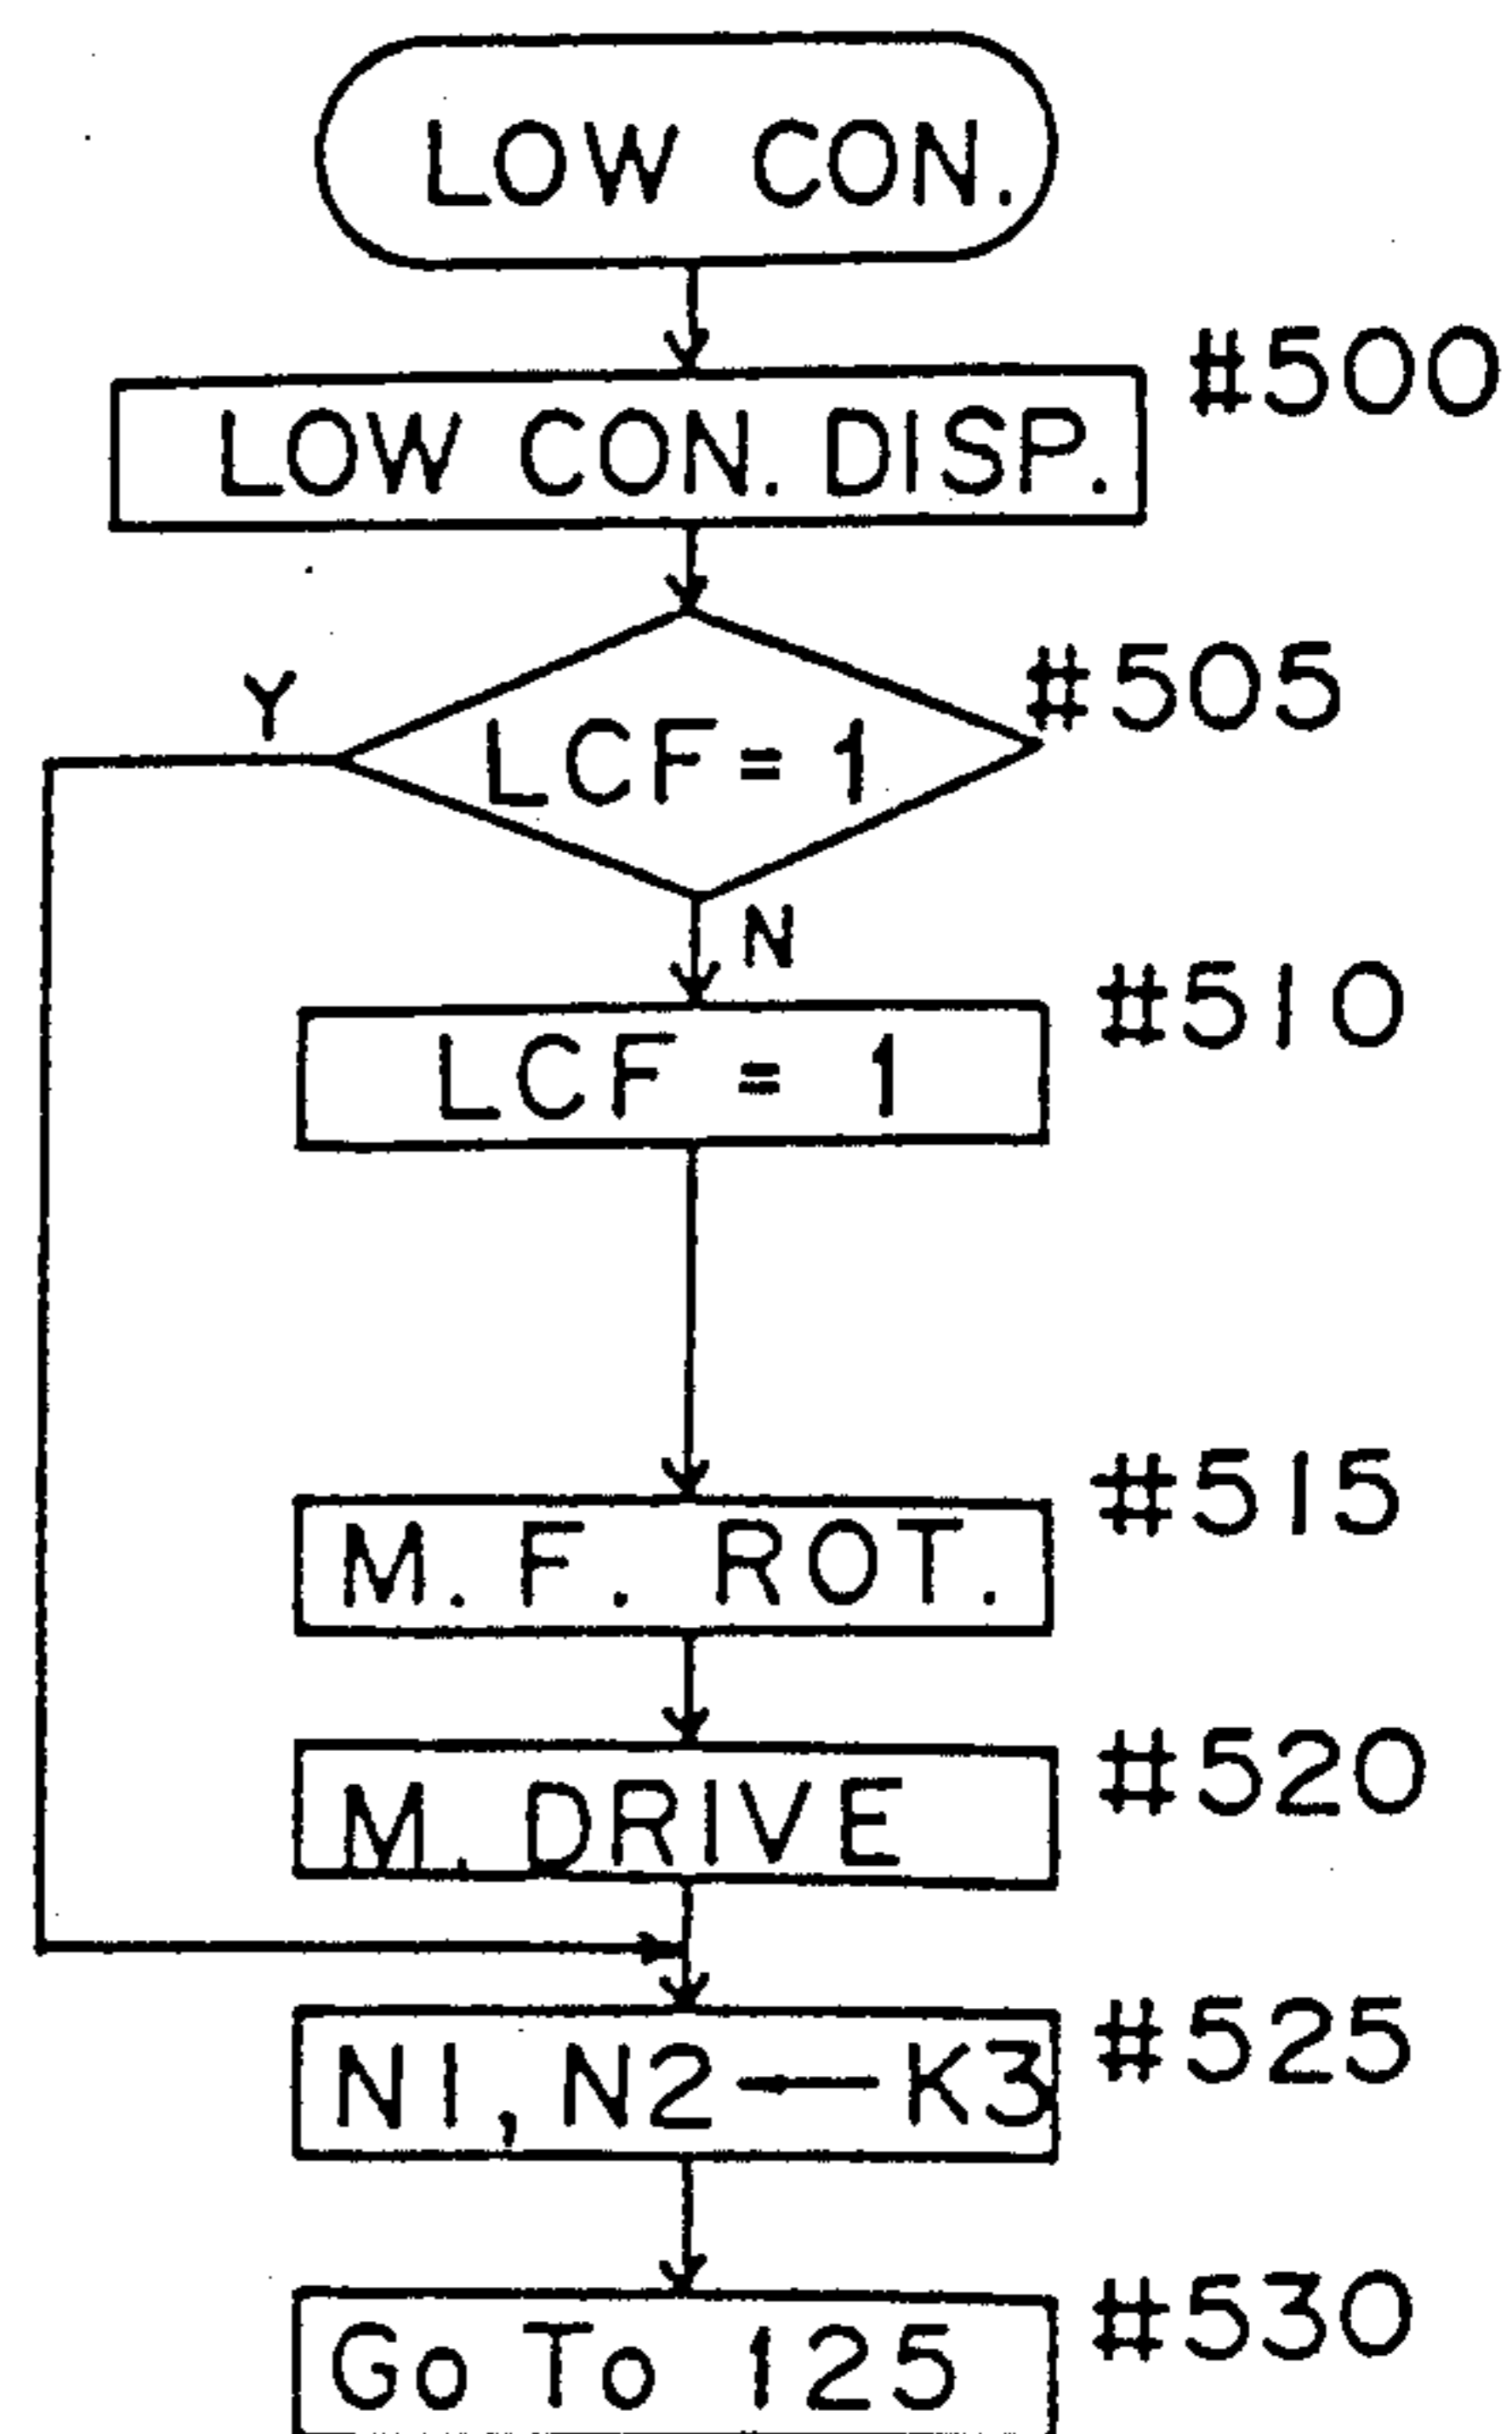 LOW CON.
#500
LOW CON. DISP.
#505
Y
LCF=1
N
#510
LCF = 1
#515
M. F. ROT.
#520
M. DRIVE
#525
N1, N2—K3
#530
Go To 125